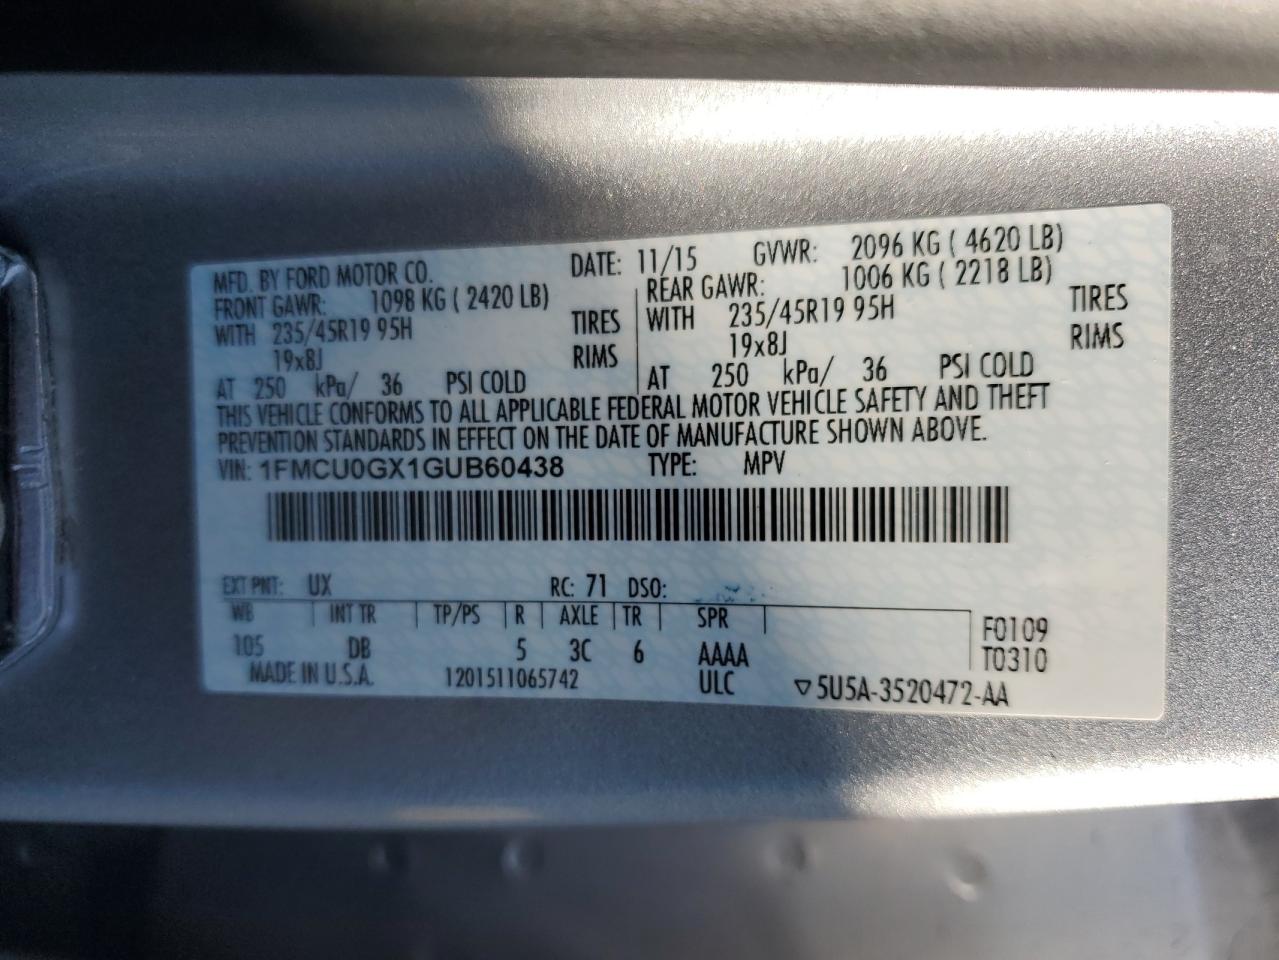 MFD. BY FORD MOTOR CO. DATE: 11/15 GVWR: 2096 KG ( 4620 LB)
FRONT GAWR: 1098 KG ( 2420 LB) REAR GAWR: 1006 KG ( 2218 LB)
WITH 235/45R19 95H TIRES WITH 235/45R19 95H TIRES
19x8J RIMS 19x8J RIMS
AT 250 kPa/ 36 PSI COLD AT 250 kPa/ 36 PSI COLD
THIS VEHICLE CONFORMS TO ALL APPLICABLE FEDERAL MOTOR VEHICLE SAFETY AND THEFT
PREVENTION STANDARDS IN EFFECT ON THE DATE OF MANUFACTURE SHOWN ABOVE.
VIN: 1FMCU0GX1GUB60438 TYPE: MPV
EXT PNT: UX RC: 71 DSO:
WB INT TR TP/PS R AXLE TR SPR F0109
105 DB 5 3C 6 AAAA T0310
MADE IN U.S.A. 1201511065742 ULC ▽5U5A-3520472-AA